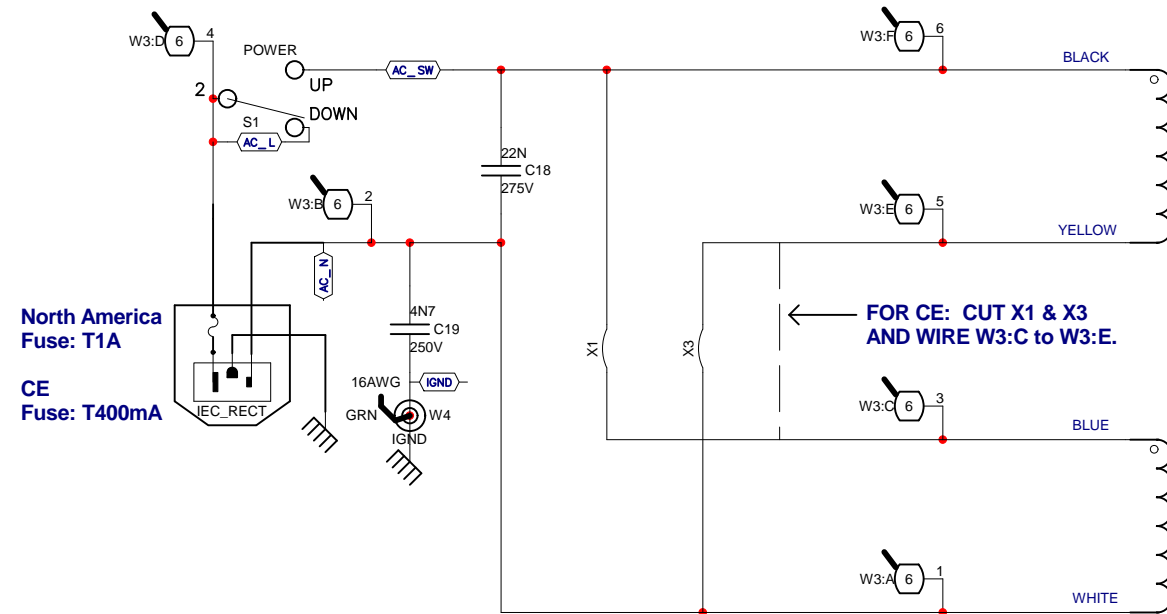 W3:D 6 4
POWER
AC_SW
UP
2
DOWN
S1
AC_L
W3:F 6 6
BLACK
22N
C18
275V
W3:B 6 2
W3:E 6 5
YELLOW
AC_N
North America
Fuse: T1A
CE
Fuse: T400mA
IEC_RECT
4N7
C19
250V
16AWG IGND
GRN W4
IGND
X1
X3
FOR CE: CUT X1 & X3
AND WIRE W3:C to W3:E.
W3:C 6 3
BLUE
W3:A 6 1
WHITE